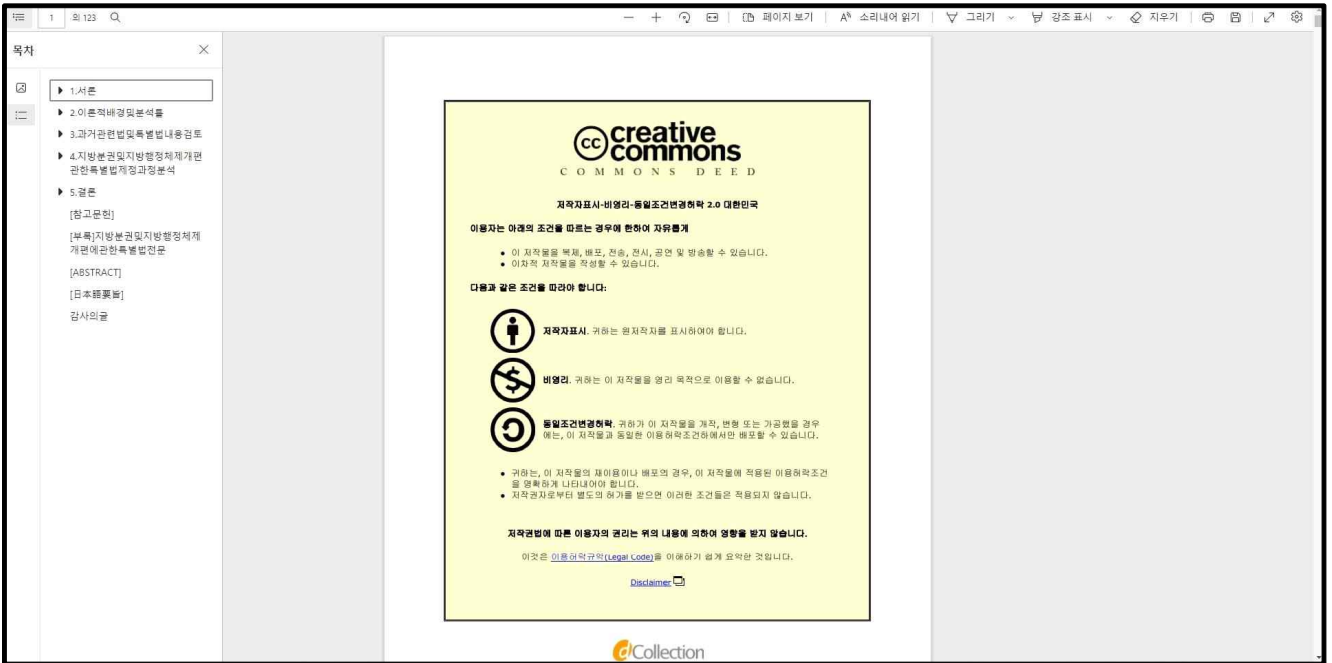 1 의 123
페이지 보기
A 소리내어 읽기
그리기
강조 표시
지우기
목차
1.서론
2.이론적배경및분석틀
3.과거관련법및특별법내용검토
4.지방분권및지방행정체제개편
관한특별법제정과정분석
5.결론
[참고문헌]
[부록]지방분권및지방행정체제
개편에관한특별법전문
[ABSTRACT]
[日本語要旨]
감사의글
cc creative
commons
COMMONS DEED
저작자표시-비영리-동일조건변경허락 2.0 대한민국
이용자는 아래의 조건을 따르는 경우에 한하여 자유롭게
• 이 저작물을 복제, 배포, 전송, 전시, 공연 및 방송할 수 있습니다.
• 이차적 저작물을 작성할 수 있습니다.
다음과 같은 조건을 따라야 합니다:
저작자표시. 귀하는 원저작자를 표시하여야 합니다.
비영리. 귀하는 이 저작물을 영리 목적으로 이용할 수 없습니다.
동일조건변경허락. 귀하가 이 저작물을 개작, 변형 또는 가공했을 경우
에는, 이 저작물과 동일한 이용허락조건하에서만 배포할 수 있습니다.
• 귀하는, 이 저작물의 재이용이나 배포의 경우, 이 저작물에 적용된 이용허락조건
을 명확하게 나타내어야 합니다.
• 저작권자로부터 별도의 허가를 받으면 이러한 조건들은 적용되지 않습니다.
저작권법에 따른 이용자의 권리는 위의 내용에 의하여 영향을 받지 않습니다.
이것은 이용허락규약(Legal Code)을 이해하기 쉽게 요약한 것입니다.
Disclaimer
dCollection